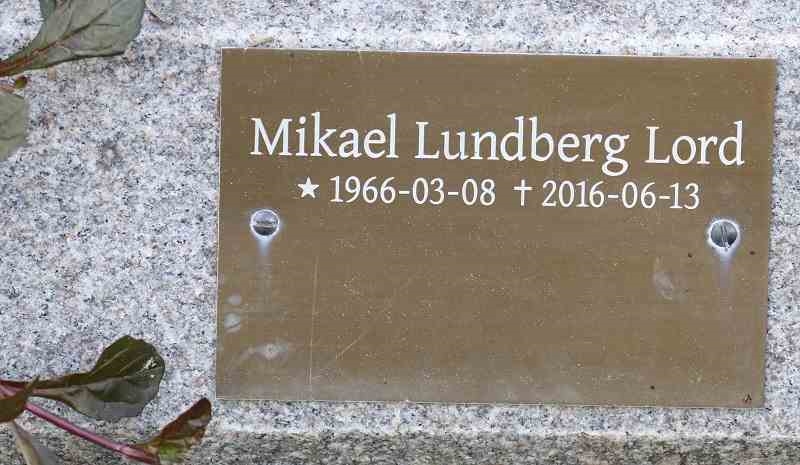 Mikael Lundberg Lord
★ 1966-03-08 ✝ 2016-06-13